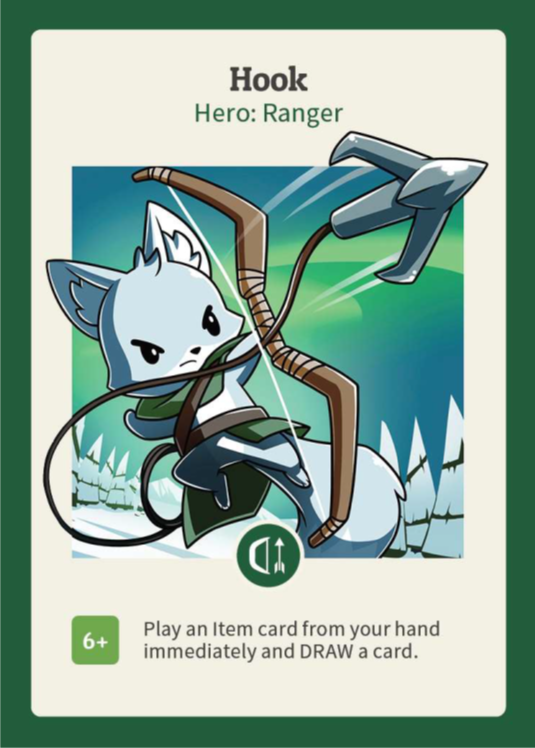 Hook
Hero: Ranger
6+
Play an Item card from your hand
immediately and DRAW a card.